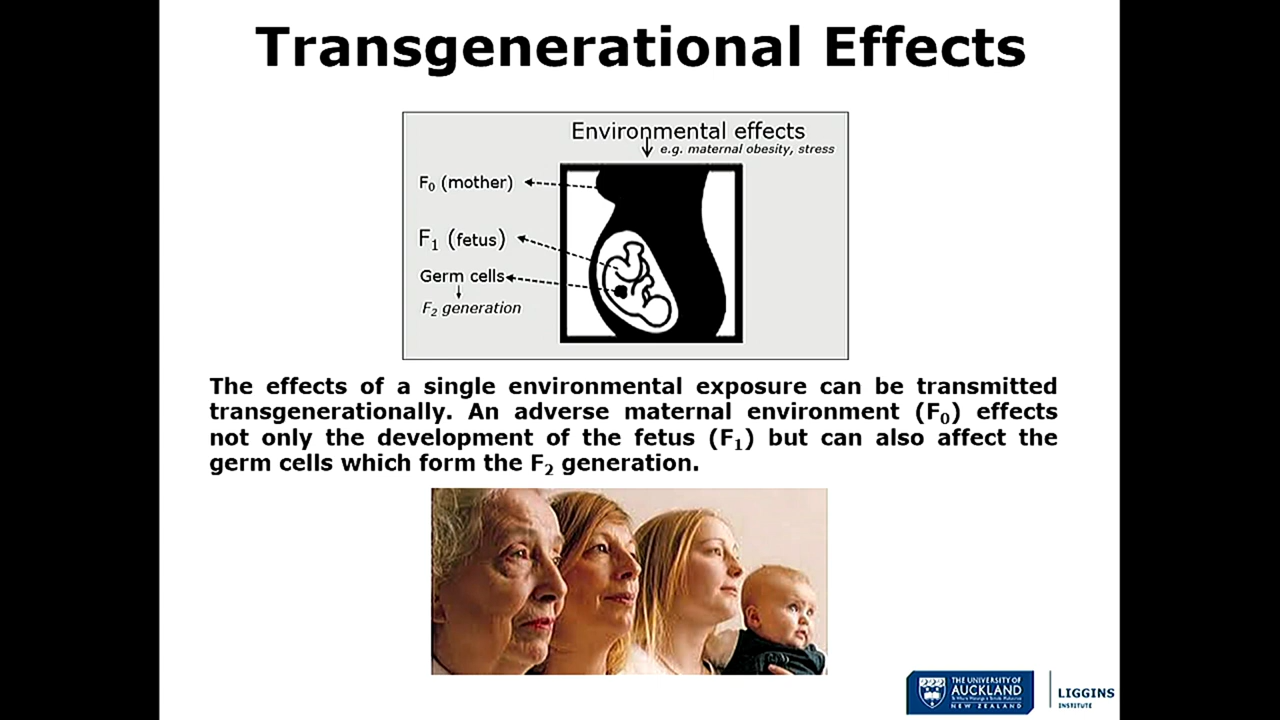 Transgenerational Effects
Environmental effects
e.g. maternal obesity, stress
F₀ (mother)
F₁ (fetus)
Germ cells
F₂ generation
The effects of a single environmental exposure can be transmitted
transgenerationally. An adverse maternal environment (F₀) effects
not only the development of the fetus (F₁) but can also affect the
germ cells which form the F₂ generation.
THE UNIVERSITY OF
AUCKLAND
NEW ZEALAND
LIGGINS
INSTITUTE